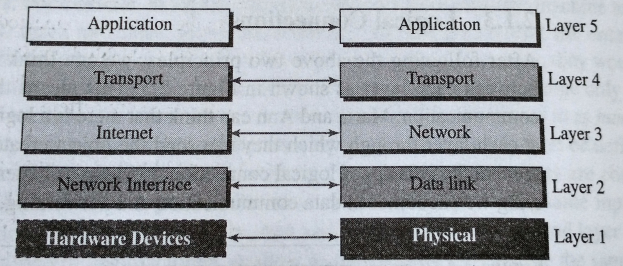 Application Application Layer 5
Transport Transport Layer 4
Internet Network Layer 3
Network Interface Data link Layer 2
Hardware Devices Physical Layer 1